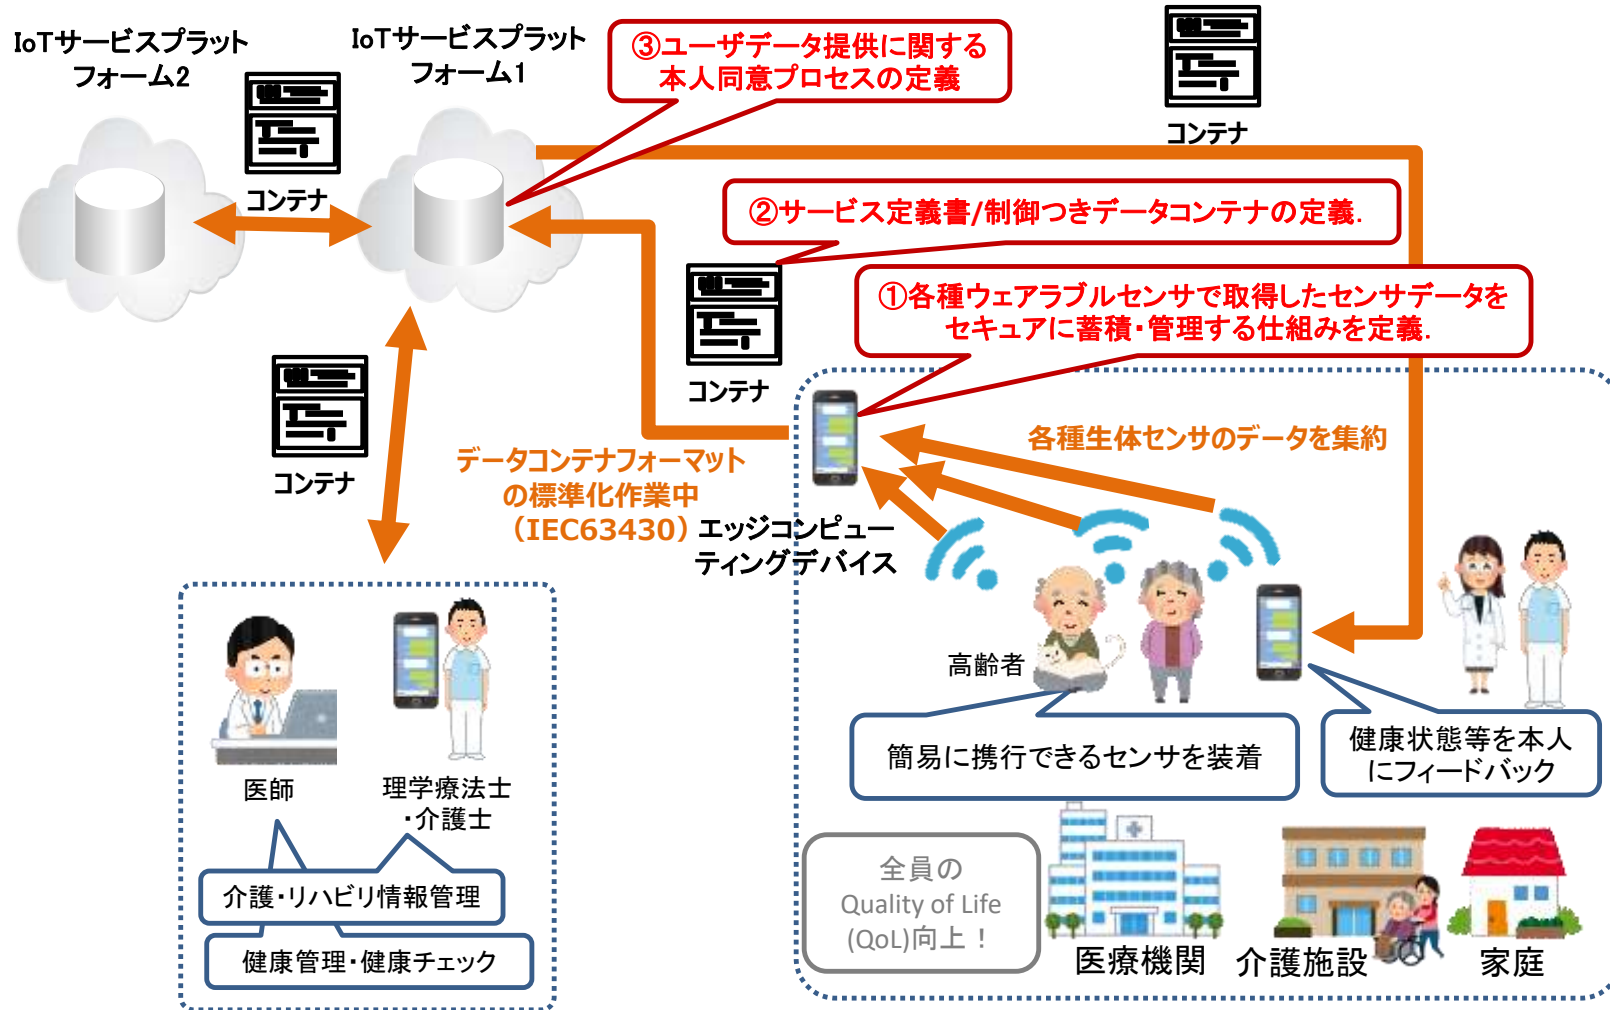 IoTサービスプラット
フォーム2
IoTサービスプラット
フォーム1
③ユーザデータ提供に関する
本人同意プロセスの定義
コンテナ
コンテナ
②サービス定義書/制御つきデータコンテナの定義.
①各種ウェアラブルセンサで取得したセンサデータを
セキュアに蓄積・管理する仕組みを定義.
コンテナ
コンテナ
データコンテナフォーマット
の標準化作業中
（IEC63430）
各種生体センサのデータを集約
エッジコンピュー
ティングデバイス
高齢者
簡易に携行できるセンサを装着
健康状態等を本人
にフィードバック
医師
理学療法士
・介護士
介護・リハビリ情報管理
健康管理・健康チェック
全員の
Quality of Life
(QoL)向上！
医療機関
介護施設
家庭